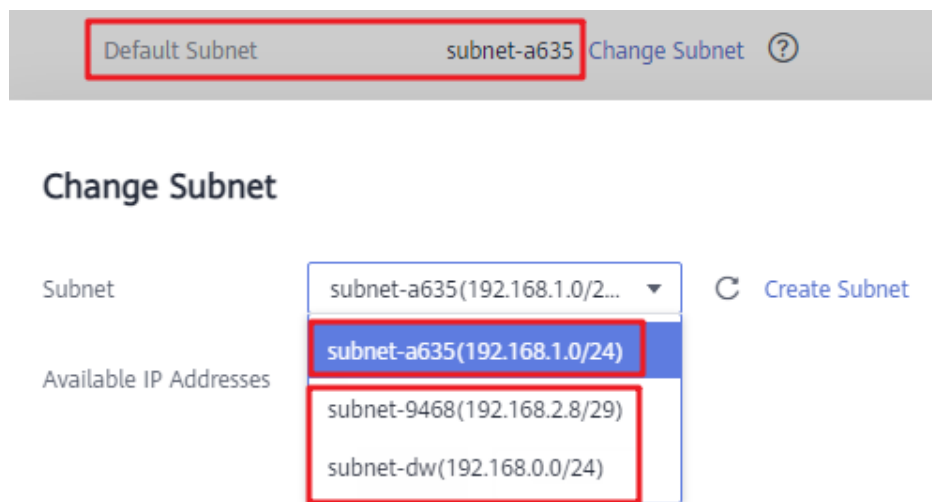 Default Subnet subnet-a635 Change Subnet ?
Change Subnet
Subnet subnet-a635(192.168.1.0/2... Create Subnet
subnet-a635(192.168.1.0/24)
Available IP Addresses
subnet-9468(192.168.2.8/29)
subnet-dw(192.168.0.0/24)